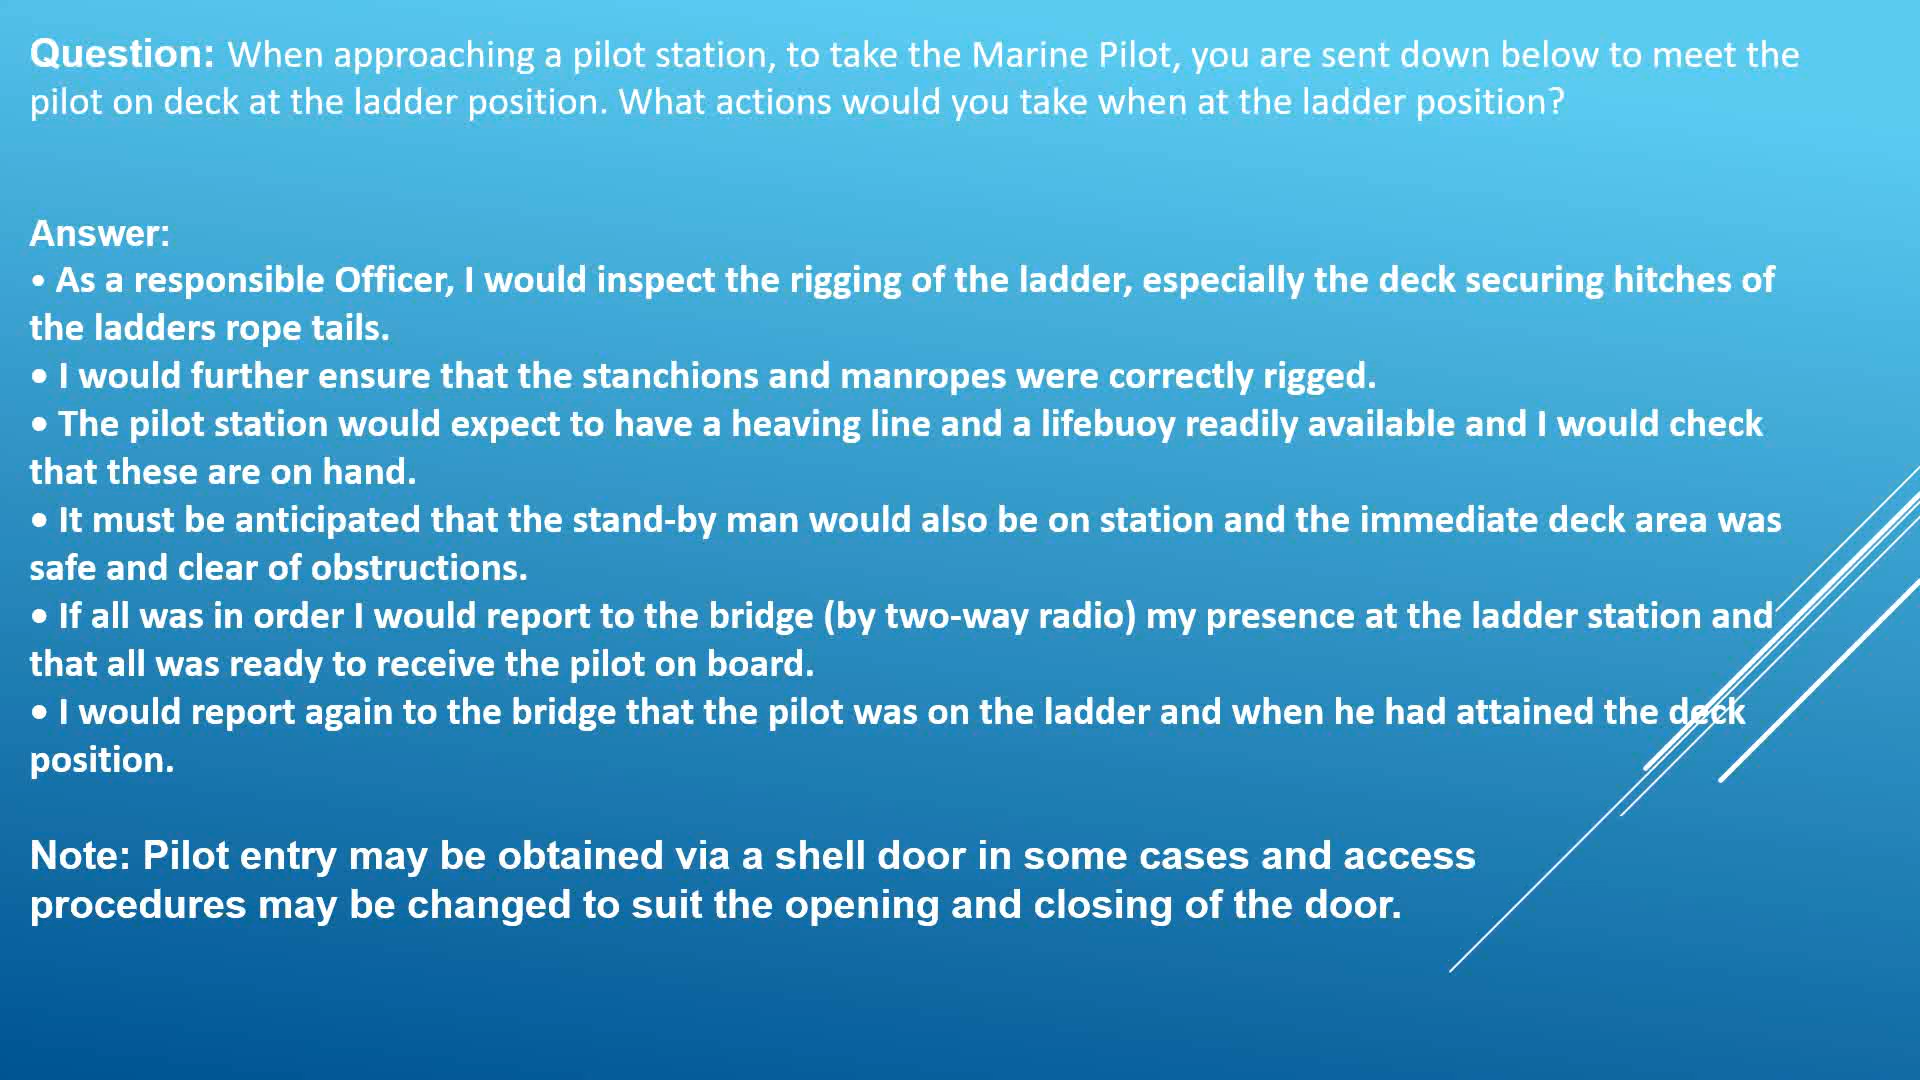 Question: When approaching a pilot station, to take the Marine Pilot, you are sent down below to meet the
pilot on deck at the ladder position. What actions would you take when at the ladder position?
Answer:
• As a responsible Officer, I would inspect the rigging of the ladder, especially the deck securing hitches of
the ladders rope tails.
• I would further ensure that the stanchions and manropes were correctly rigged.
• The pilot station would expect to have a heaving line and a lifebuoy readily available and I would check
that these are on hand.
• It must be anticipated that the stand-by man would also be on station and the immediate deck area was
safe and clear of obstructions.
• If all was in order I would report to the bridge (by two-way radio) my presence at the ladder station and
that all was ready to receive the pilot on board.
• I would report again to the bridge that the pilot was on the ladder and when he had attained the deck
position.
Note: Pilot entry may be obtained via a shell door in some cases and access
procedures may be changed to suit the opening and closing of the door.